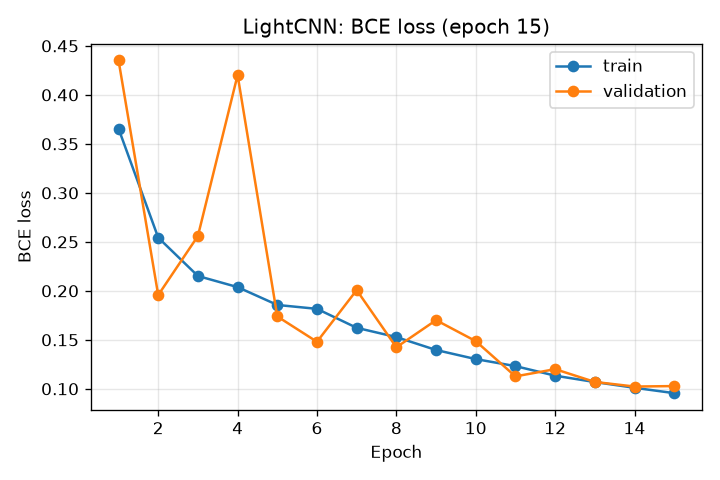 LightCNN: BCE loss (epoch 15)
train
validation
BCE loss
0.45
0.40
0.35
0.30
0.25
0.20
0.15
0.10
2 4 6 8 10 12 14
Epoch